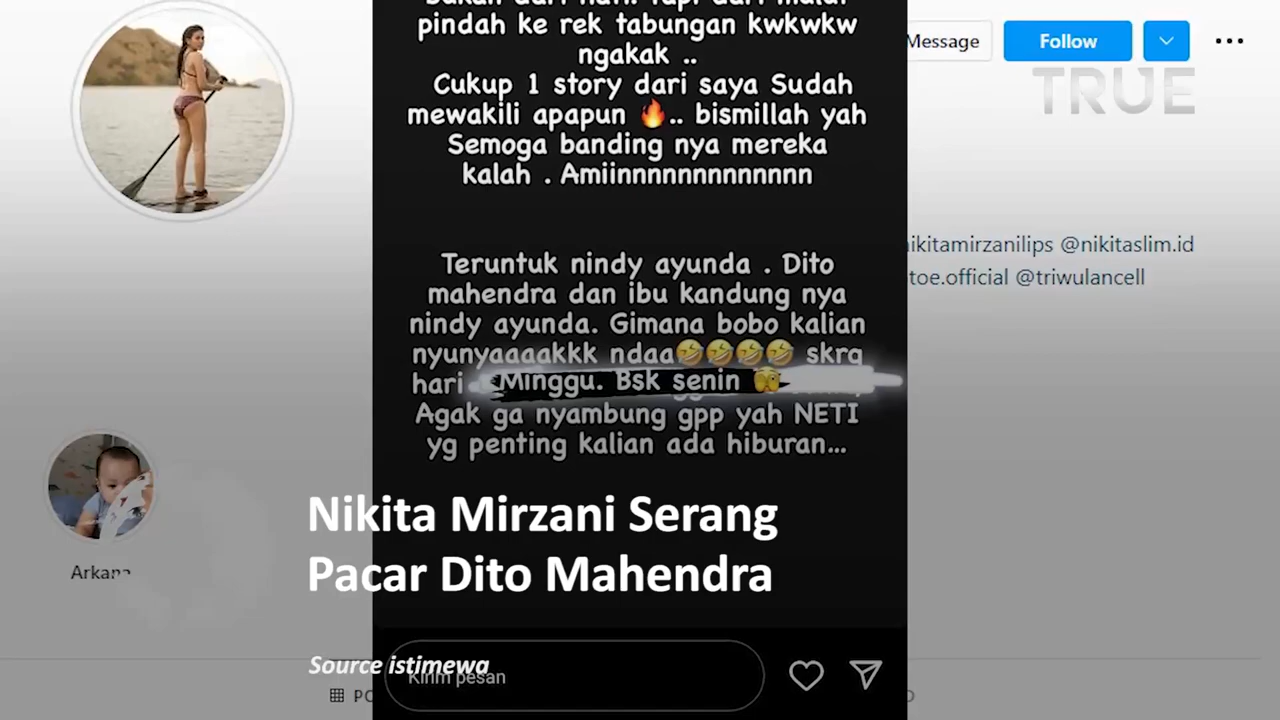 pindah ke rek tabungan kwkwkw
ngakak ..
Cukup 1 story dari saya Sudah
mewakili apapun 🔥.. bismillah yah
Semoga banding nya mereka
kalah . Amiinnnnnnnnnnnnnn
Teruntuk nindy ayunda . Dito
mahendra dan ibu kandung nya
nindy ayunda. Gimana bobo kalian
nyunyaaaakkk ndaa🤣🤣🤣🤣 skrg
hari Minggu. Bsk senin 🫣
Agak ga nyambung gpp yah NETI
yg penting kalian ada hiburan...
Message
Follow
TRUE
nikitamirzanilips @nikitaslim.id
toe.official @triwulancell
Arkana
Nikita Mirzani Serang
Pacar Dito Mahendra
Source istimewa
Kirim pesan